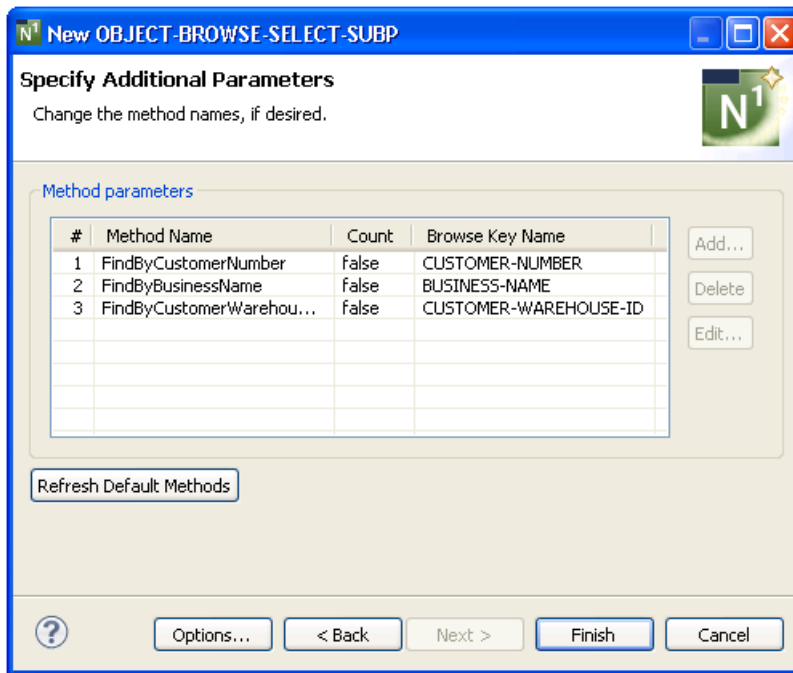 N1 New OBJECT-BROWSE-SELECT-SUBP
Specify Additional Parameters
Change the method names, if desired.
N1
Method parameters
# Method Name Count Browse Key Name
1 FindByCustomerNumber false CUSTOMER-NUMBER
2 FindByBusinessName false BUSINESS-NAME
3 FindByCustomerWarehou... false CUSTOMER-WAREHOUSE-ID
Add...
Delete
Edit...
Refresh Default Methods
? Options... < Back Next > Finish Cancel